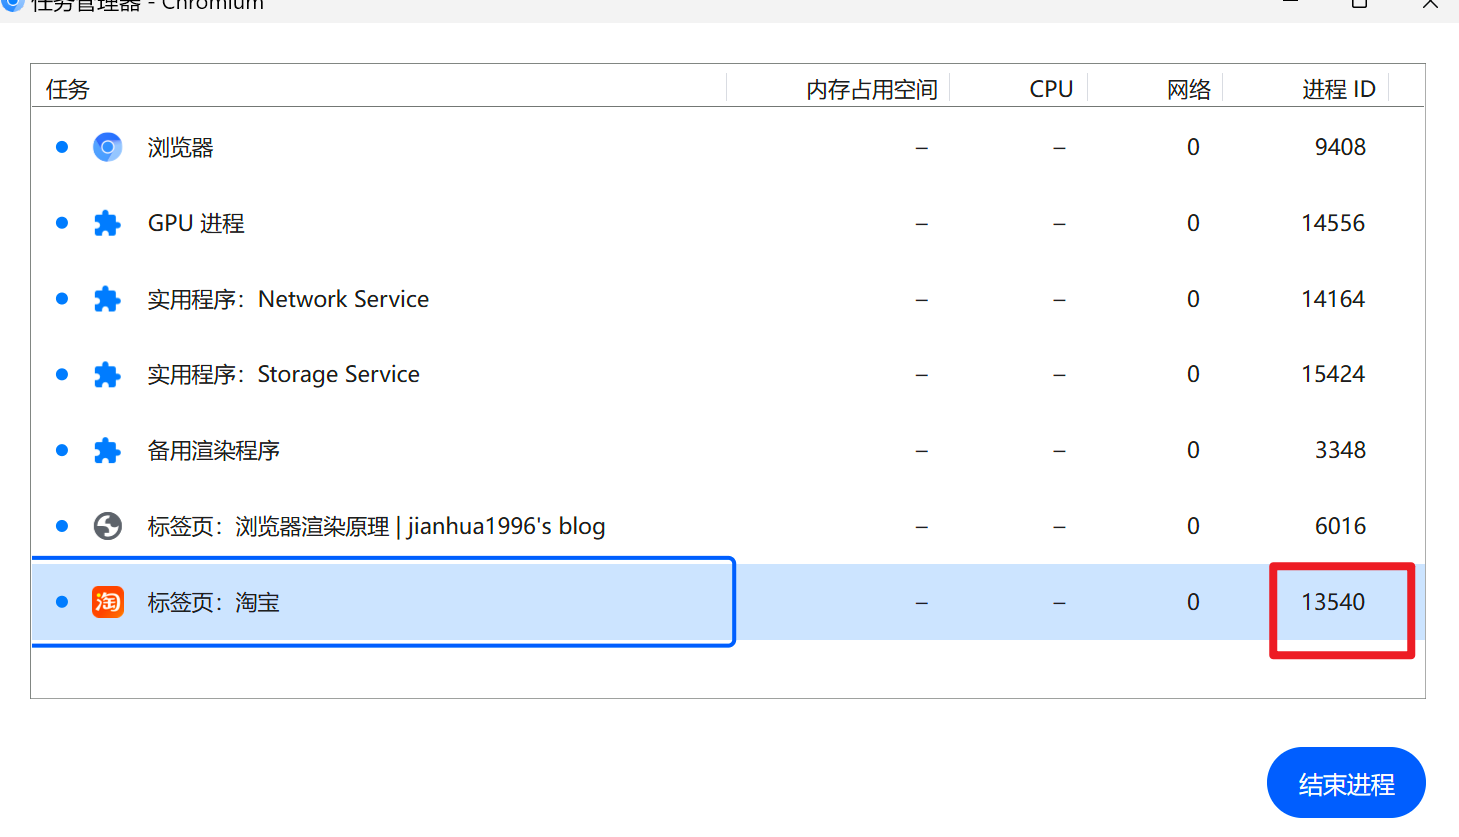 任务管理器 - Chromium
任务 内存占用空间 CPU 网络 进程 ID
浏览器 – – 0 9408
GPU 进程 – – 0 14556
实用程序：Network Service – – 0 14164
实用程序：Storage Service – – 0 15424
备用渲染程序 – – 0 3348
标签页：浏览器渲染原理 | jianhua1996's blog – – 0 6016
淘 标签页：淘宝 – – 0 13540
结束进程